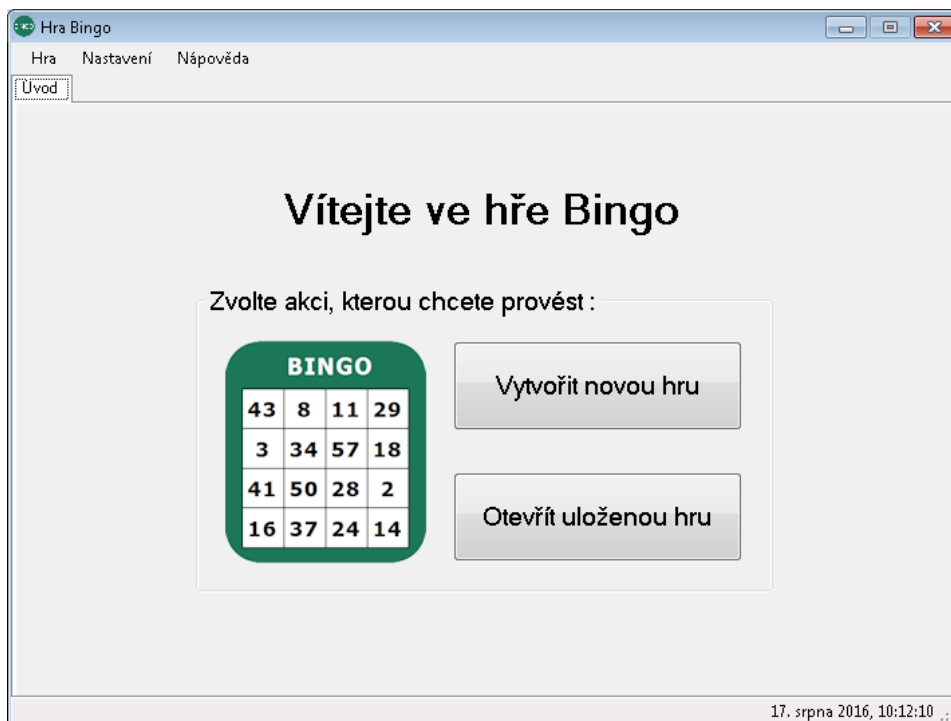 Hra Bingo
Hra Nastavení Nápověda
Úvod
Vítejte ve hře Bingo
Zvolte akci, kterou chcete provést :
BINGO
43 8 11 29
3 34 57 18
41 50 28 2
16 37 24 14
Vytvořit novou hru
Otevřít uloženou hru
17. srpna 2016, 10:12:10